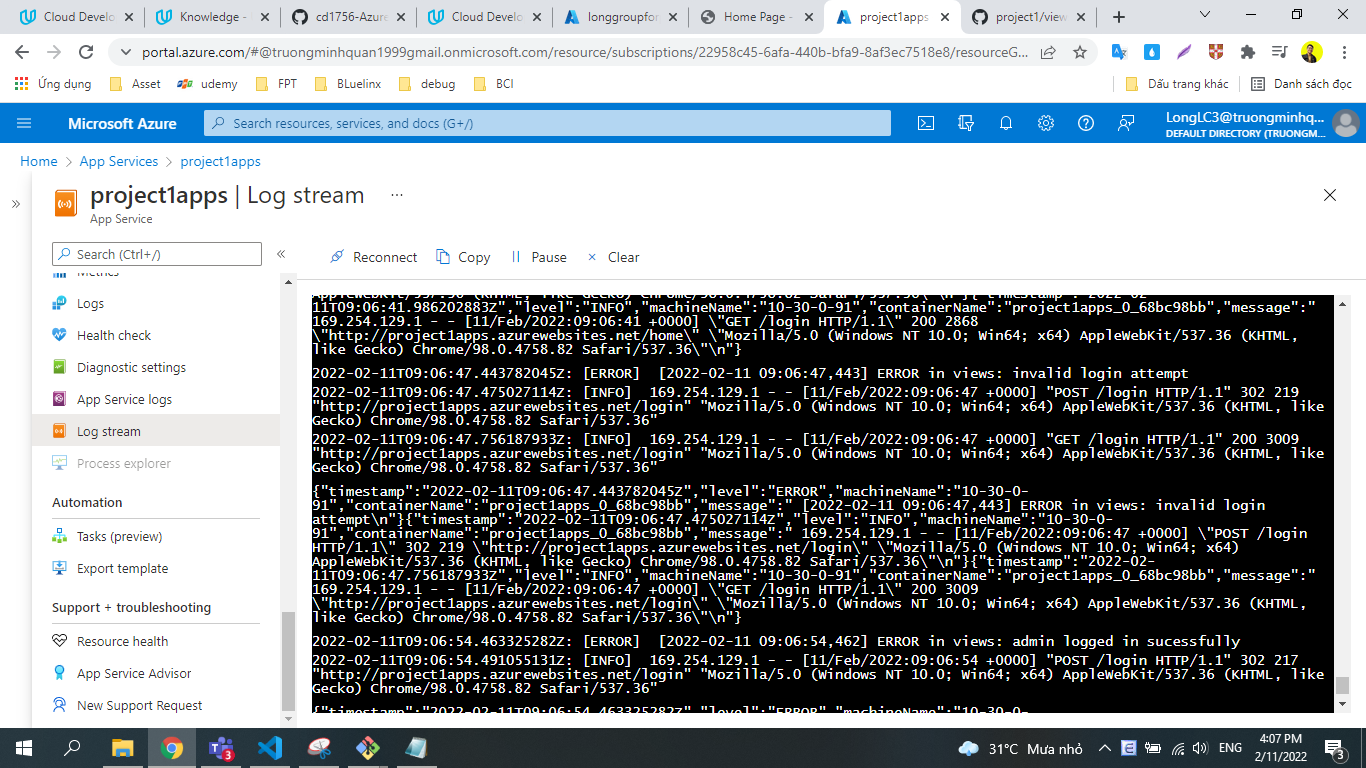 Cloud Develo
Knowledge -
cd1756-Azure
Cloud Develo
longgroupfor
Home Page -
project1apps
project1/view
portal.azure.com/#@truongminhquan1999gmail.onmicrosoft.com/resource/subscriptions/22958c45-6afa-440b-bfa9-8af3ec7518e8/resourceG...
Ứng dụng
Asset
udemy
FPT
BLuelinx
debug
BCI
Dấu trang khác
Danh sách đọc
Microsoft Azure
Search resources, services, and docs (G+/)
LongLC3@truongminhq...
DEFAULT DIRECTORY (TRUONGM...
Home > App Services > project1apps
project1apps | Log stream ...
App Service
Search (Ctrl+/)
Reconnect
Copy
Pause
Clear
Metrics
Logs
Health check
Diagnostic settings
App Service logs
Log stream
Process explorer
Automation
Tasks (preview)
Export template
Support + troubleshooting
Resource health
App Service Advisor
New Support Request
AppleWebKit/537.36 (KHTML, like Gecko) Chrome/98.0.4758.82 Safari/537.36\"\n"}{"timestamp":"2022-02-
11T09:06:41.986202883Z","level":"INFO","machineName":"10-30-0-91","containerName":"project1apps_0_68bc98bb","message":"
169.254.129.1 - - [11/Feb/2022:09:06:41 +0000] \"GET /login HTTP/1.1\" 200 2868
\"http://project1apps.azurewebsites.net/home\" \"Mozilla/5.0 (Windows NT 10.0; Win64; x64) AppleWebKit/537.36 (KHTML,
like Gecko) Chrome/98.0.4758.82 Safari/537.36\"\n"}
2022-02-11T09:06:47.443782045Z: [ERROR]  [2022-02-11 09:06:47,443] ERROR in views: invalid login attempt
2022-02-11T09:06:47.475027114Z: [INFO]  169.254.129.1 - - [11/Feb/2022:09:06:47 +0000] "POST /login HTTP/1.1" 302 219
"http://project1apps.azurewebsites.net/login" "Mozilla/5.0 (Windows NT 10.0; Win64; x64) AppleWebKit/537.36 (KHTML, like
Gecko) Chrome/98.0.4758.82 Safari/537.36"
2022-02-11T09:06:47.756187933Z: [INFO]  169.254.129.1 - - [11/Feb/2022:09:06:47 +0000] "GET /login HTTP/1.1" 200 3009
"http://project1apps.azurewebsites.net/login" "Mozilla/5.0 (Windows NT 10.0; Win64; x64) AppleWebKit/537.36 (KHTML, like
Gecko) Chrome/98.0.4758.82 Safari/537.36"
{"timestamp":"2022-02-11T09:06:47.443782045Z","level":"ERROR","machineName":"10-30-0-
91","containerName":"project1apps_0_68bc98bb","message":" [2022-02-11 09:06:47,443] ERROR in views: invalid login
attempt\n"}{"timestamp":"2022-02-11T09:06:47.475027114Z","level":"INFO","machineName":"10-30-0-
91","containerName":"project1apps_0_68bc98bb","message":" 169.254.129.1 - - [11/Feb/2022:09:06:47 +0000] \"POST /login
HTTP/1.1\" 302 219 \"http://project1apps.azurewebsites.net/login\" \"Mozilla/5.0 (Windows NT 10.0; Win64; x64)
AppleWebKit/537.36 (KHTML, like Gecko) Chrome/98.0.4758.82 Safari/537.36\"\n"}{"timestamp":"2022-02-
11T09:06:47.756187933Z","level":"INFO","machineName":"10-30-0-91","containerName":"project1apps_0_68bc98bb","message":"
169.254.129.1 - - [11/Feb/2022:09:06:47 +0000] \"GET /login HTTP/1.1\" 200 3009
\"http://project1apps.azurewebsites.net/login\" \"Mozilla/5.0 (Windows NT 10.0; Win64; x64) AppleWebKit/537.36 (KHTML,
like Gecko) Chrome/98.0.4758.82 Safari/537.36\"\n"}
2022-02-11T09:06:54.463325282Z: [ERROR]  [2022-02-11 09:06:54,462] ERROR in views: admin logged in sucessfully
2022-02-11T09:06:54.491055131Z: [INFO]  169.254.129.1 - - [11/Feb/2022:09:06:54 +0000] "POST /login HTTP/1.1" 302 217
"http://project1apps.azurewebsites.net/login" "Mozilla/5.0 (Windows NT 10.0; Win64; x64) AppleWebKit/537.36 (KHTML, like
Gecko) Chrome/98.0.4758.82 Safari/537.36"
{"timestamp":"2022-02-11T09:06:54.463325282Z","level":"ERROR","machineName":"10-30-0-
31°C Mưa nhỏ
ENG
4:07 PM
2/11/2022
3
3